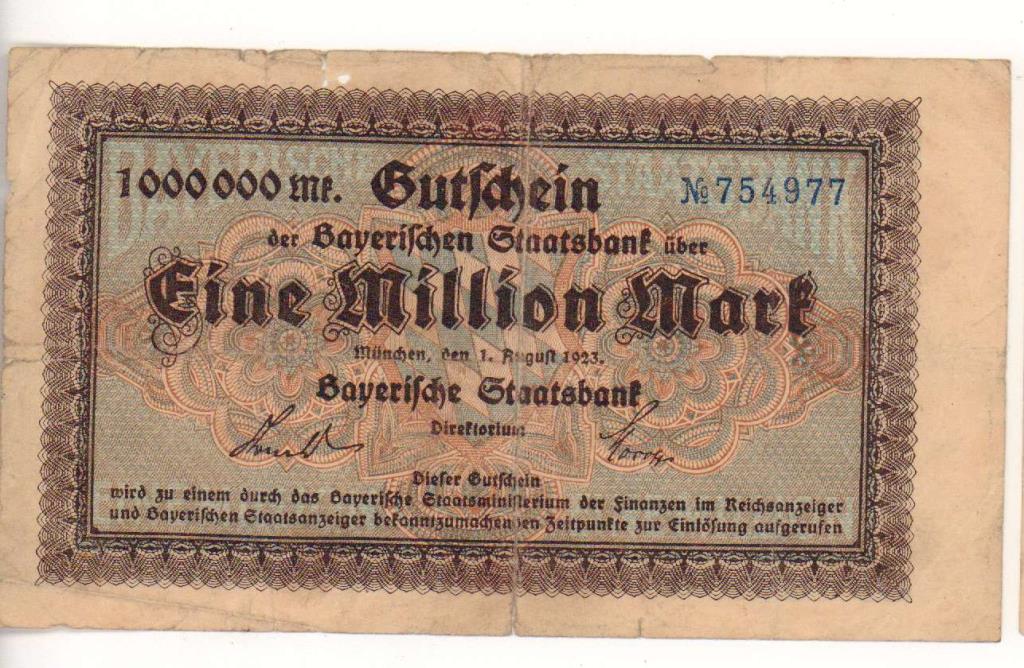 1000000 Mk. Gutschein № 754977
der Bayerischen Staatsbank über
Eine Million Mark
München, den 1. August 1923.
Bayerische Staatsbank
Direktorium
Dieser Gutschein
wird zu einem durch das Bayerische Staatsministerium der Finanzen im Reichsanzeiger
und Bayerischen Staatsanzeiger bekanntzumachenden Zeitpunkte zur Einlösung aufgerufen